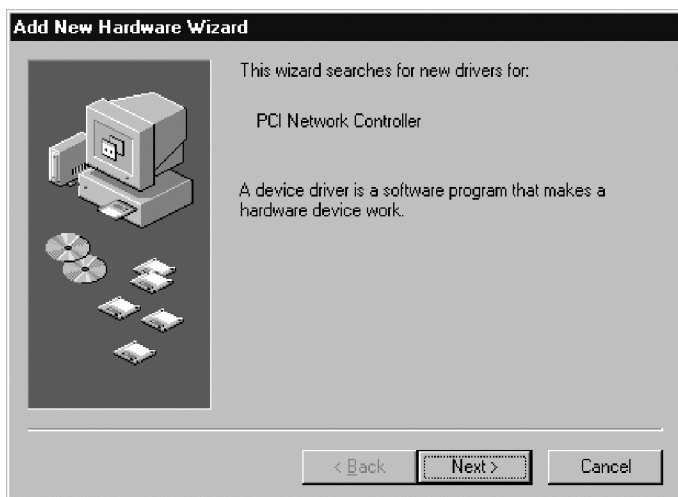 Add New Hardware Wizard
This wizard searches for new drivers for:
PCI Network Controller
A device driver is a software program that makes a
hardware device work.
< Back
Next >
Cancel